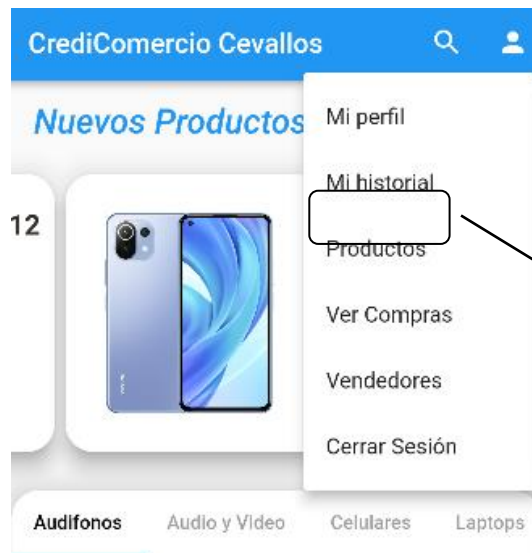 CrediComercio Cevallos
Nuevos Productos
Mi perfil
Mi historial
12
Productos
Ver Compras
Vendedores
Cerrar Sesión
Audifonos Audio y Video Celulares Laptops